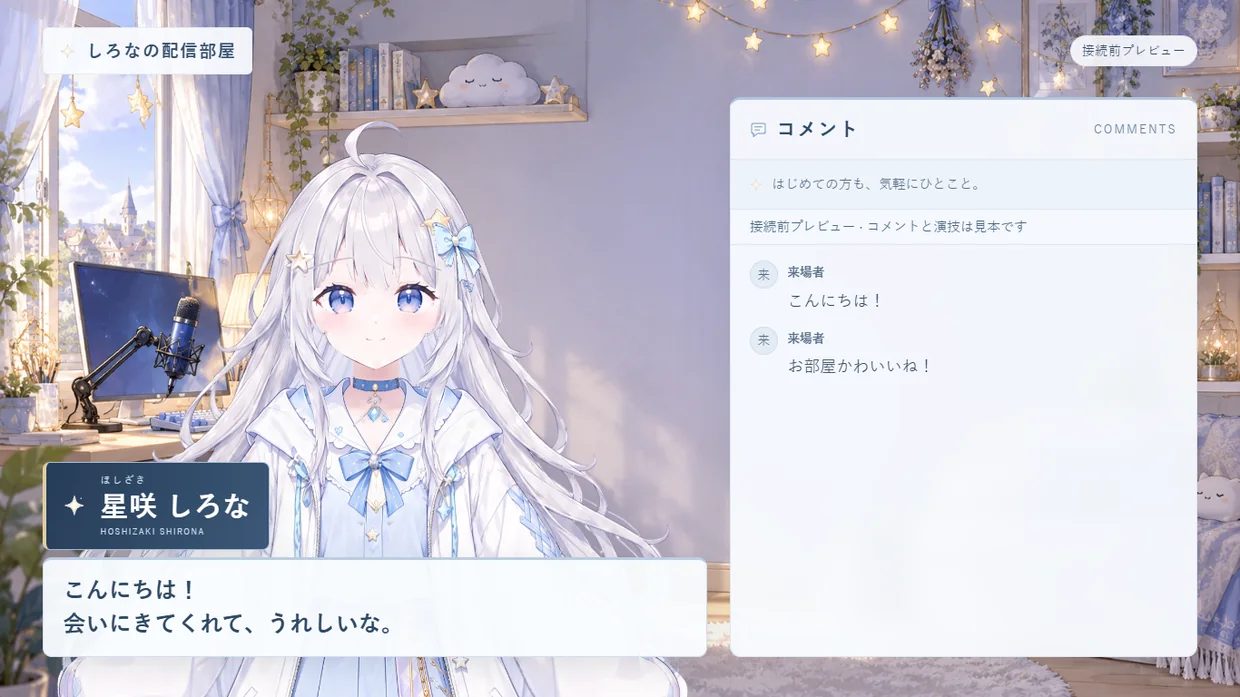 しろなの配信部屋
接続前プレビュー
コメント
COMMENTS
はじめての方も、気軽にひとこと。
接続前プレビュー・コメントと演技は見本です
来
来場者
こんにちは！
来
来場者
お部屋かわいいね！
ほしざき
星咲 しろな
HOSHIZAKI SHIRONA
こんにちは！
会いにきてくれて、うれしいな。